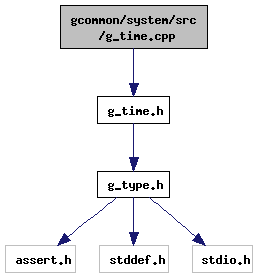 gcommon/system/src
/g_time.cpp
g_time.h
g_type.h
assert.h
stddef.h
stdio.h